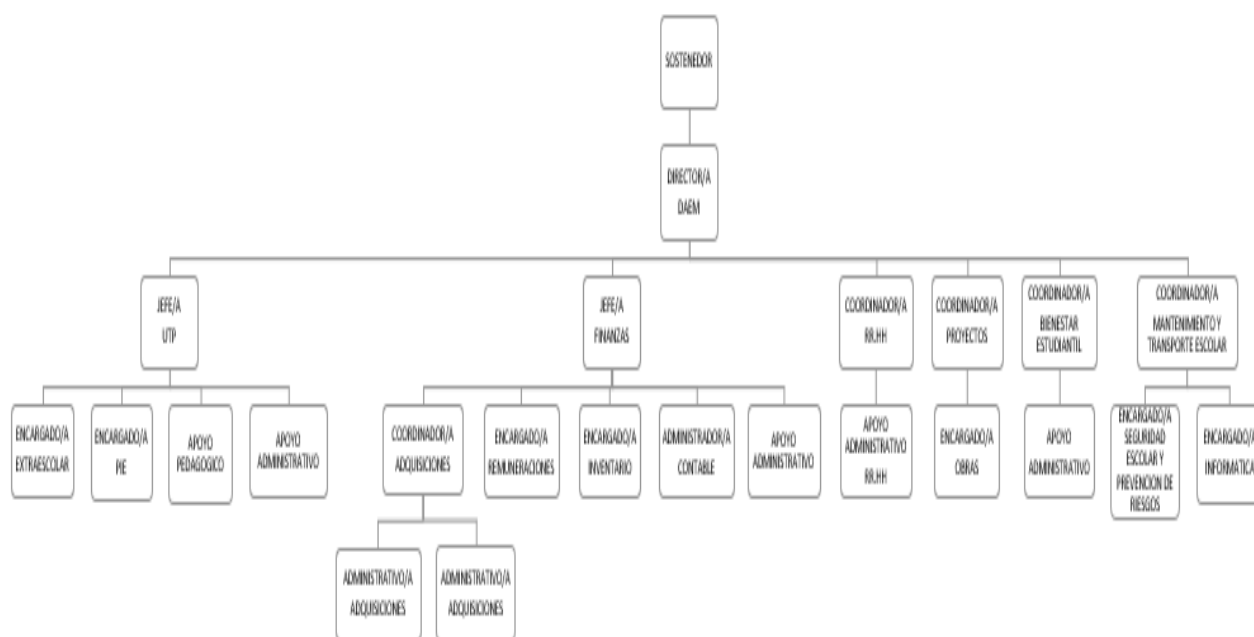 SOSTENEDOR
DIRECTOR/A
DAEM
JEFE/A
UTP
JEFE/A
FINANZAS
COORDINADOR/A
RR.HH
COORDINADOR/A
PROYECTOS
COORDINADOR/A
BIENESTAR
ESTUDIANTIL
COORDINADOR/A
MANTENIMIENTO Y
TRANSPORTE ESCOLAR
ENCARGADO/A
EXTRAESCOLAR
ENCARGADO/A
PIE
APOYO
PEDAGOGICO
APOYO
ADMINISTRATIVO
COORDINADOR/A
ADQUISICIONES
ENCARGADO/A
REMUNERACIONES
ENCARGADO/A
INVENTARIO
ADMINISTRADOR/A
CONTABLE
APOYO
ADMINISTRATIVO
APOYO
ADMINISTRATIVO
RR.HH
ENCARGADO/A
OBRAS
APOYO
ADMINISTRATIVO
ENCARGADO/A
SEGURIDAD
ESCOLAR Y
PREVENCION DE
RIESGOS
ENCARGADO/A
INFORMATICA
ADMINISTRATIVO/A
ADQUISICIONES
ADMINISTRATIVO/A
ADQUISICIONES